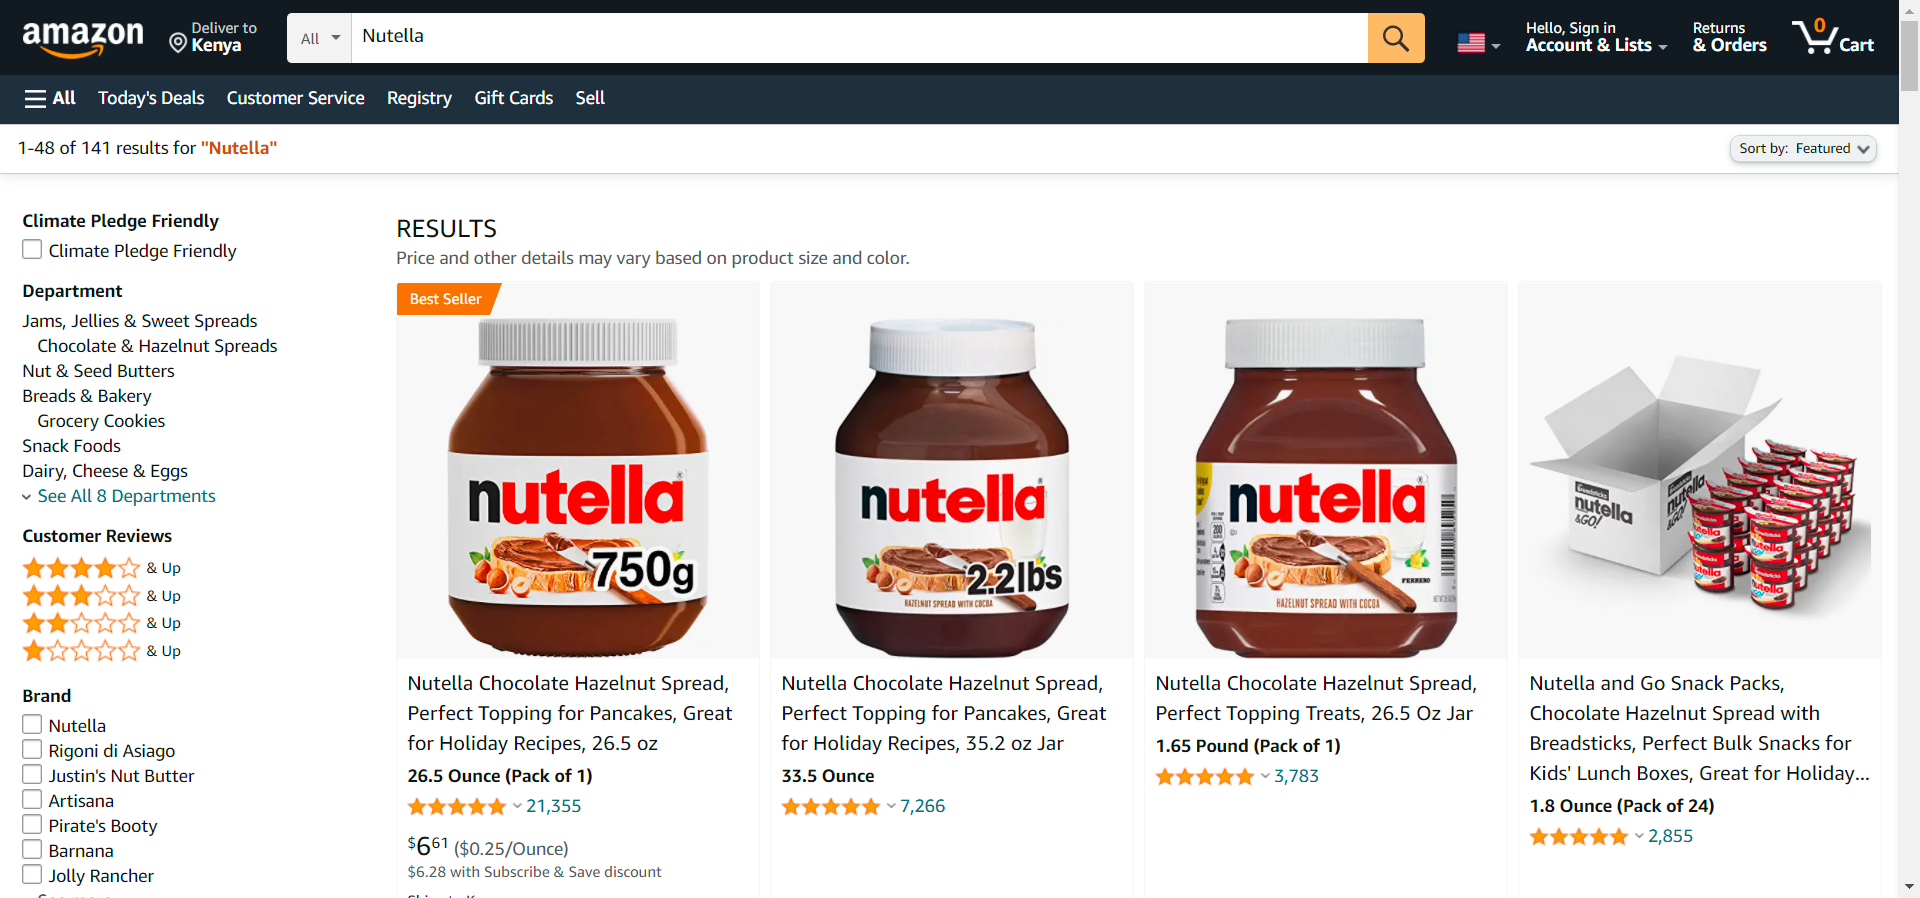 amazon
Deliver to
Kenya
All
Nutella
Hello, Sign in
Account & Lists
Returns
& Orders
0
Cart
All
Today's Deals
Customer Service
Registry
Gift Cards
Sell
1-48 of 141 results for "Nutella"
Sort by: Featured
Climate Pledge Friendly
Climate Pledge Friendly
Department
Jams, Jellies & Sweet Spreads
Chocolate & Hazelnut Spreads
Nut & Seed Butters
Breads & Bakery
Grocery Cookies
Snack Foods
Dairy, Cheese & Eggs
See All 8 Departments
Customer Reviews
& Up
& Up
& Up
& Up
Brand
Nutella
Rigoni di Asiago
Justin's Nut Butter
Artisana
Pirate's Booty
Barnana
Jolly Rancher
RESULTS
Price and other details may vary based on product size and color.
Best Seller
nutella
750g
Nutella Chocolate Hazelnut Spread,
Perfect Topping for Pancakes, Great
for Holiday Recipes, 26.5 oz
26.5 Ounce (Pack of 1)
21,355
$6.61 ($0.25/Ounce)
$6.28 with Subscribe & Save discount
nutella
2.2lbs
HAZELNUT SPREAD WITH COCOA
Nutella Chocolate Hazelnut Spread,
Perfect Topping for Pancakes, Great
for Holiday Recipes, 35.2 oz Jar
33.5 Ounce
7,266
nutella
FERRERO
HAZELNUT SPREAD WITH COCOA
Nutella Chocolate Hazelnut Spread,
Perfect Topping Treats, 26.5 Oz Jar
1.65 Pound (Pack of 1)
3,783
Breadsticks
nutella
&GO!
nutella
&GO!
nutella
nutella
Nutella and Go Snack Packs,
Chocolate Hazelnut Spread with
Breadsticks, Perfect Bulk Snacks for
Kids' Lunch Boxes, Great for Holiday...
1.8 Ounce (Pack of 24)
2,855